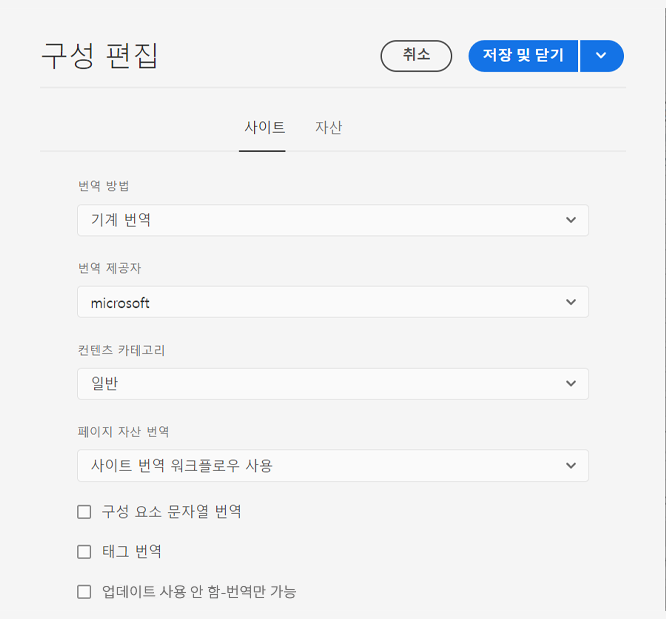 구성 편집
취소
저장 및 닫기
사이트
자산
번역 방법
기계 번역
번역 제공자
microsoft
컨텐츠 카테고리
일반
페이지 자산 번역
사이트 번역 워크플로우 사용
구성 요소 문자열 번역
태그 번역
업데이트 사용 안 함-번역만 가능